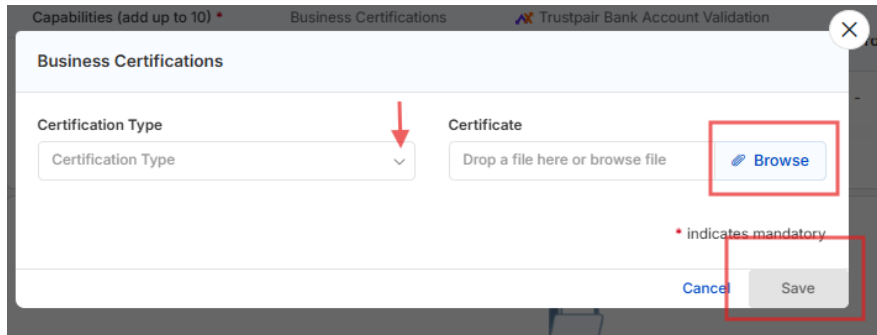 Capabilities (add up to 10) * Business Certifications Trustpair Bank Account Validation
Business Certifications
Certification Type Certificate
Certification Type Drop a file here or browse file Browse
* indicates mandatory
Cancel Save